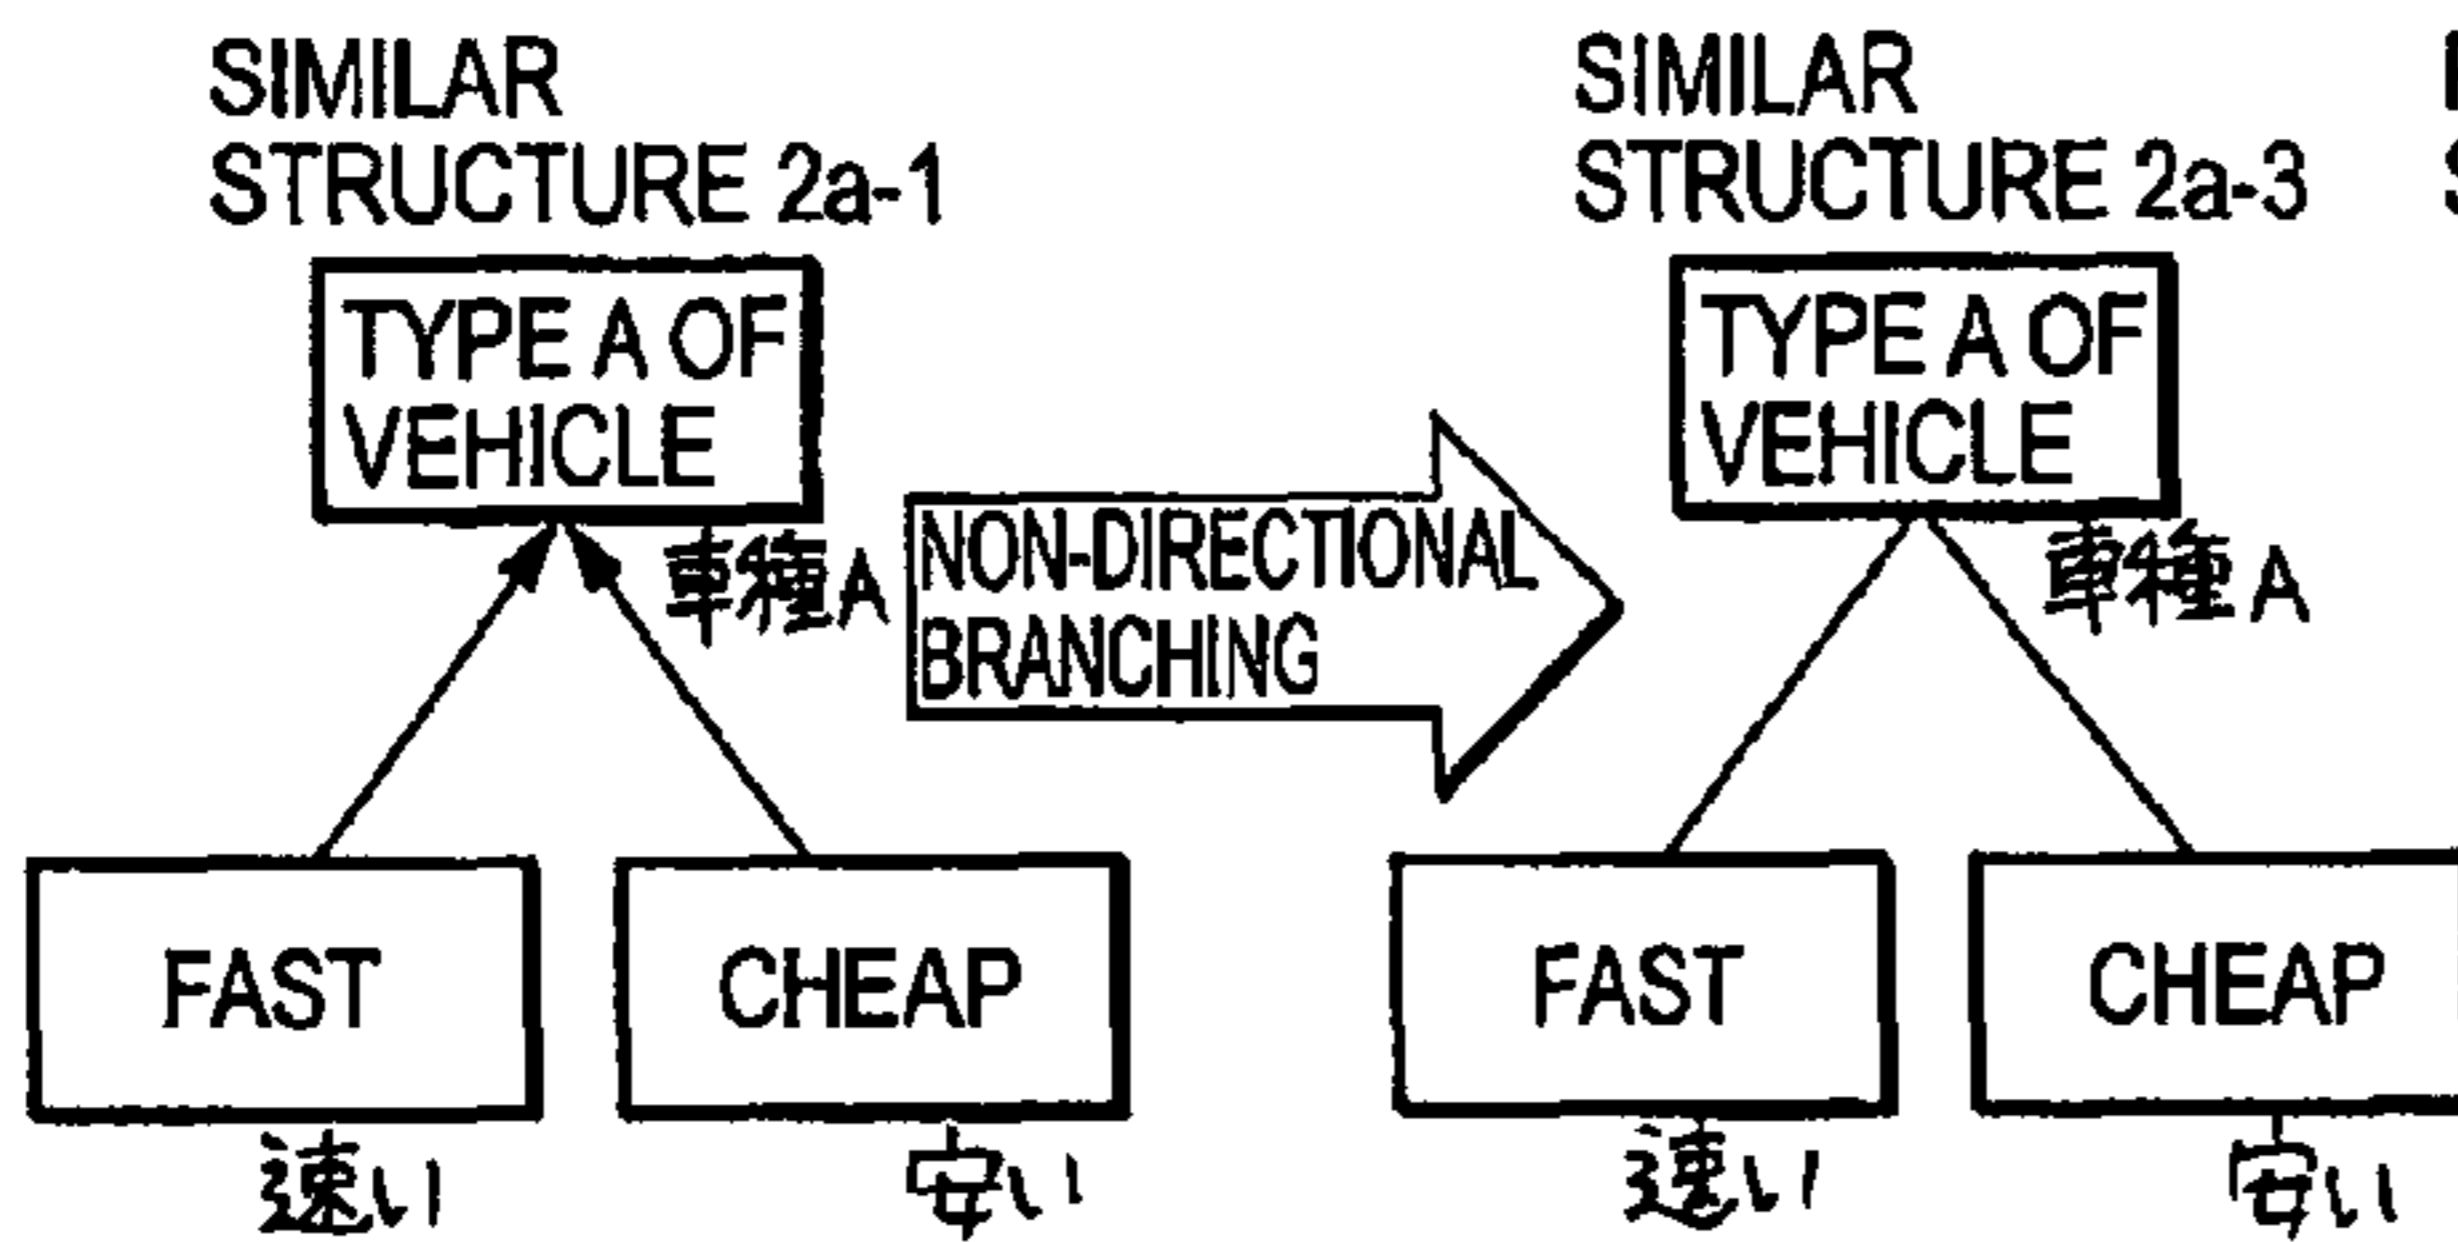 SIMILAR
STRUCTURE 2a-1
TYPE A OF
VEHICLE
車種A
FAST
速い
CHEAP
安い
NON-DIRECTIONAL
BRANCHING
SIMILAR
STRUCTURE 2a-3
TYPE A OF
VEHICLE
車種A
FAST
速い
CHEAP
安い